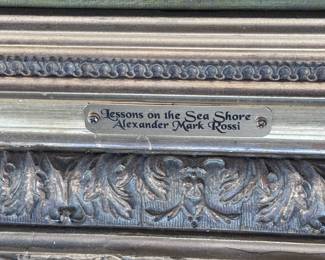 Lessons on the Sea Shore
Alexander Mark Rossi